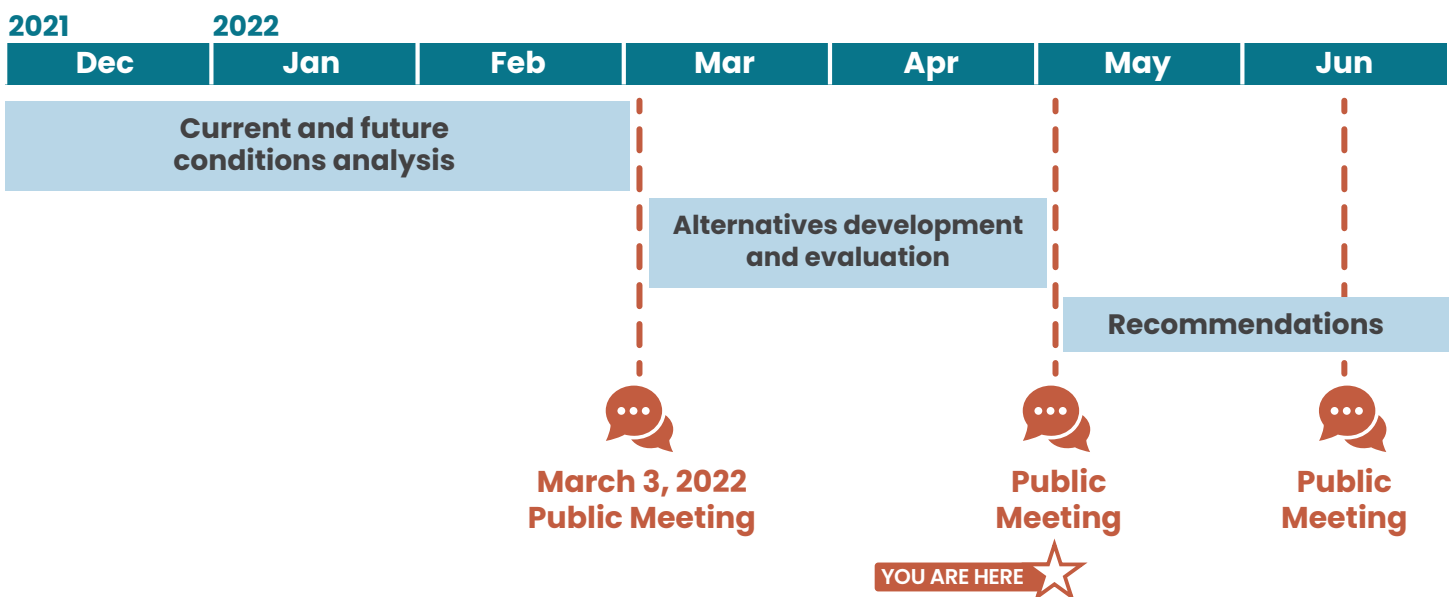 2021 2022
Dec Jan Feb Mar Apr May Jun
Current and future
conditions analysis
Alternatives development
and evaluation
Recommendations
March 3, 2022
Public Meeting
Public
Meeting
Public
Meeting
YOU ARE HERE